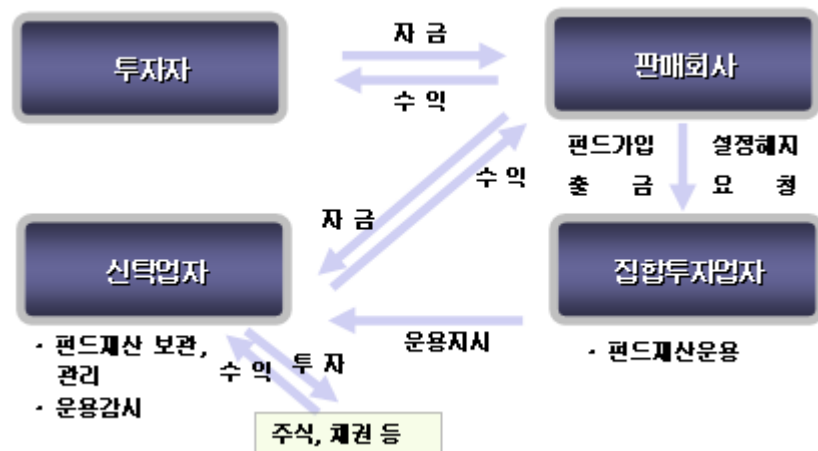 자 금
투자자
판매회사
수 익
펀드가입 설정해지
출 금 요 청
수 익
자 금
신탁업자
집합투자업자
운용지시
· 펀드재산 보관,
관리
· 운용감시
· 펀드재산운용
수 익
투 자
주식, 채권 등